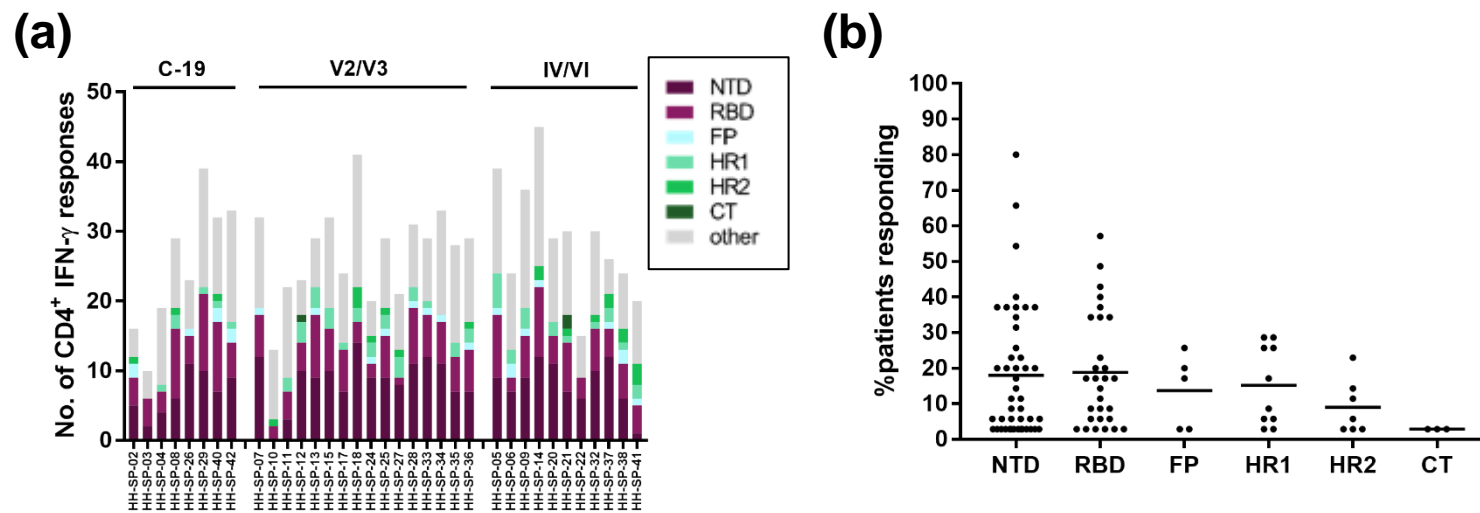 (a)
C-19
V2/V3
IV/VI
No. of CD4⁺ IFN-γ responses
50
40
30
20
10
0
HH-SP-02
HH-SP-03
HH-SP-04
HH-SP-08
HH-SP-26
HH-SP-29
HH-SP-40
HH-SP-42
HH-SP-07
HH-SP-10
HH-SP-11
HH-SP-12
HH-SP-13
HH-SP-15
HH-SP-17
HH-SP-18
HH-SP-24
HH-SP-25
HH-SP-27
HH-SP-28
HH-SP-33
HH-SP-34
HH-SP-35
HH-SP-36
HH-SP-05
HH-SP-06
HH-SP-09
HH-SP-14
HH-SP-20
HH-SP-21
HH-SP-22
HH-SP-32
HH-SP-37
HH-SP-38
HH-SP-41
NTD
RBD
FP
HR1
HR2
CT
other
(b)
%patients responding
100
90
80
70
60
50
40
30
20
10
0
NTD
RBD
FP
HR1
HR2
CT